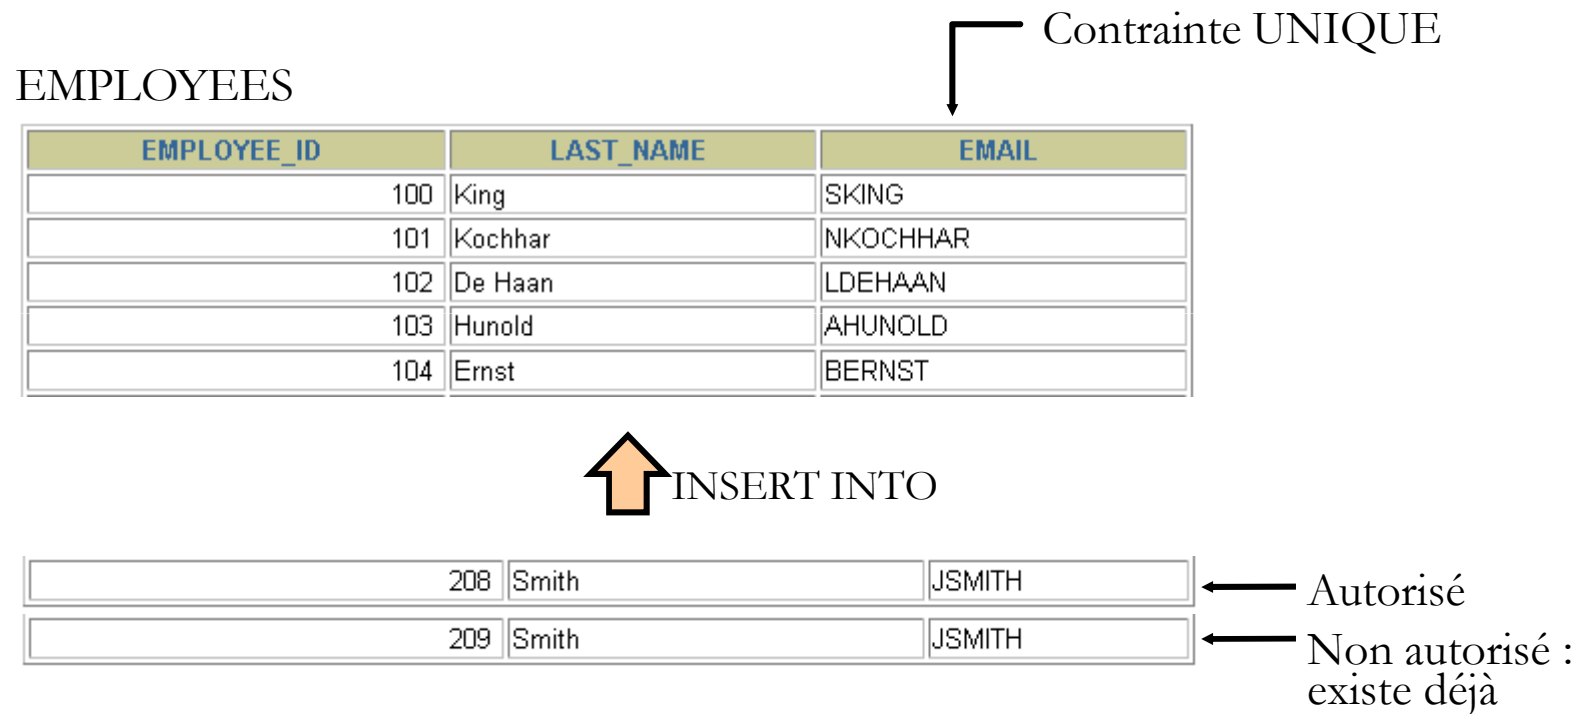 Contrainte UNIQUE
EMPLOYEES
EMPLOYEE_ID LAST_NAME EMAIL
100 King SKING
101 Kochhar NKOCHHAR
102 De Haan LDEHAAN
103 Hunold AHUNOLD
104 Ernst BERNST
INSERT INTO
208 Smith JSMITH Autorisé
209 Smith JSMITH Non autorisé :
existe déjà